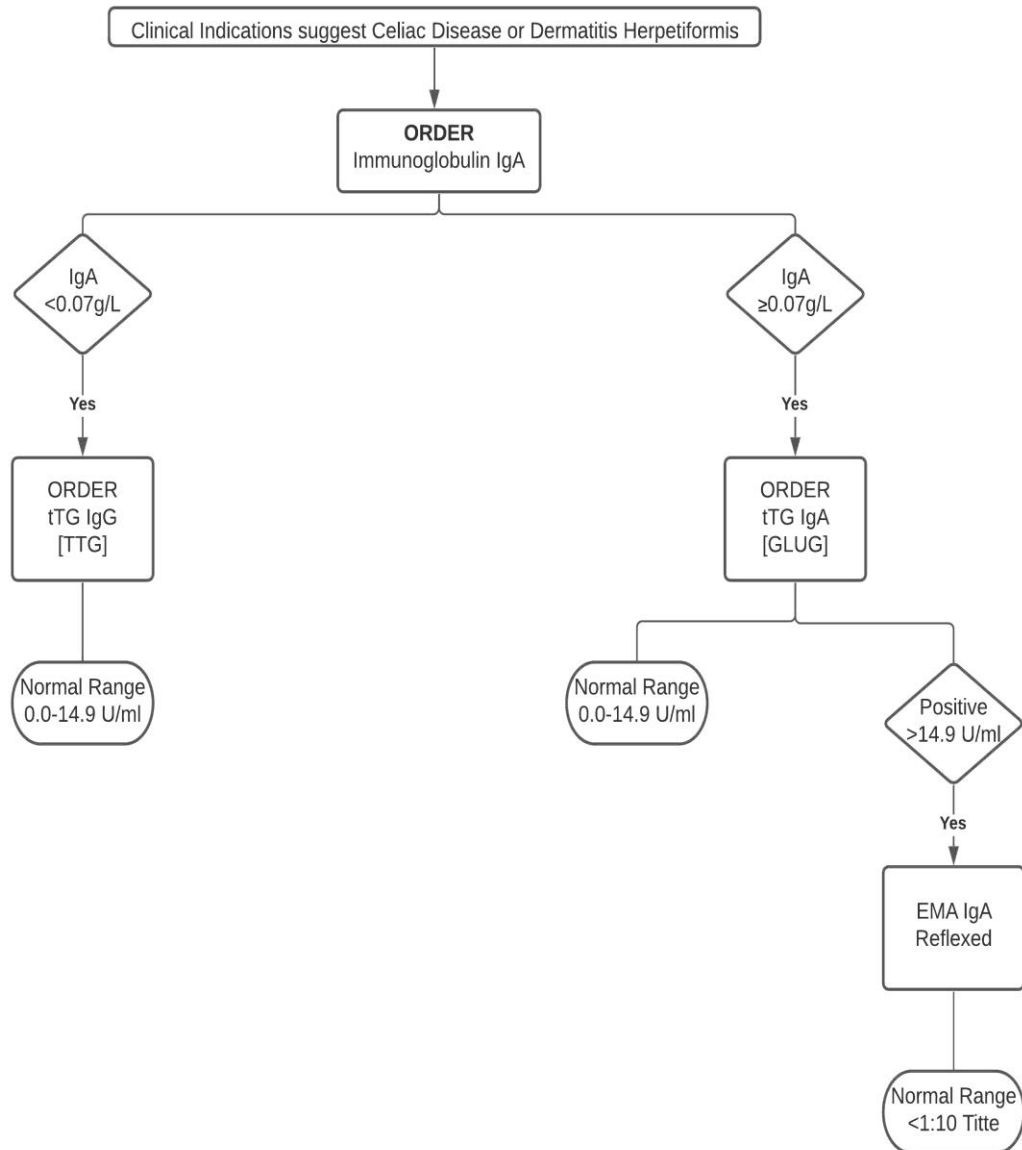 Clinical Indications suggest Celiac Disease or Dermatitis Herpetiformis
ORDER
Immunoglobulin IgA
IgA
<0.07g/L
IgA
≥0.07g/L
Yes
Yes
ORDER
tTG IgG
[TTG]
ORDER
tTG IgA
[GLUG]
Normal Range
0.0-14.9 U/ml
Normal Range
0.0-14.9 U/ml
Positive
>14.9 U/ml
Yes
EMA IgA
Reflexed
Normal Range
<1:10 Titte